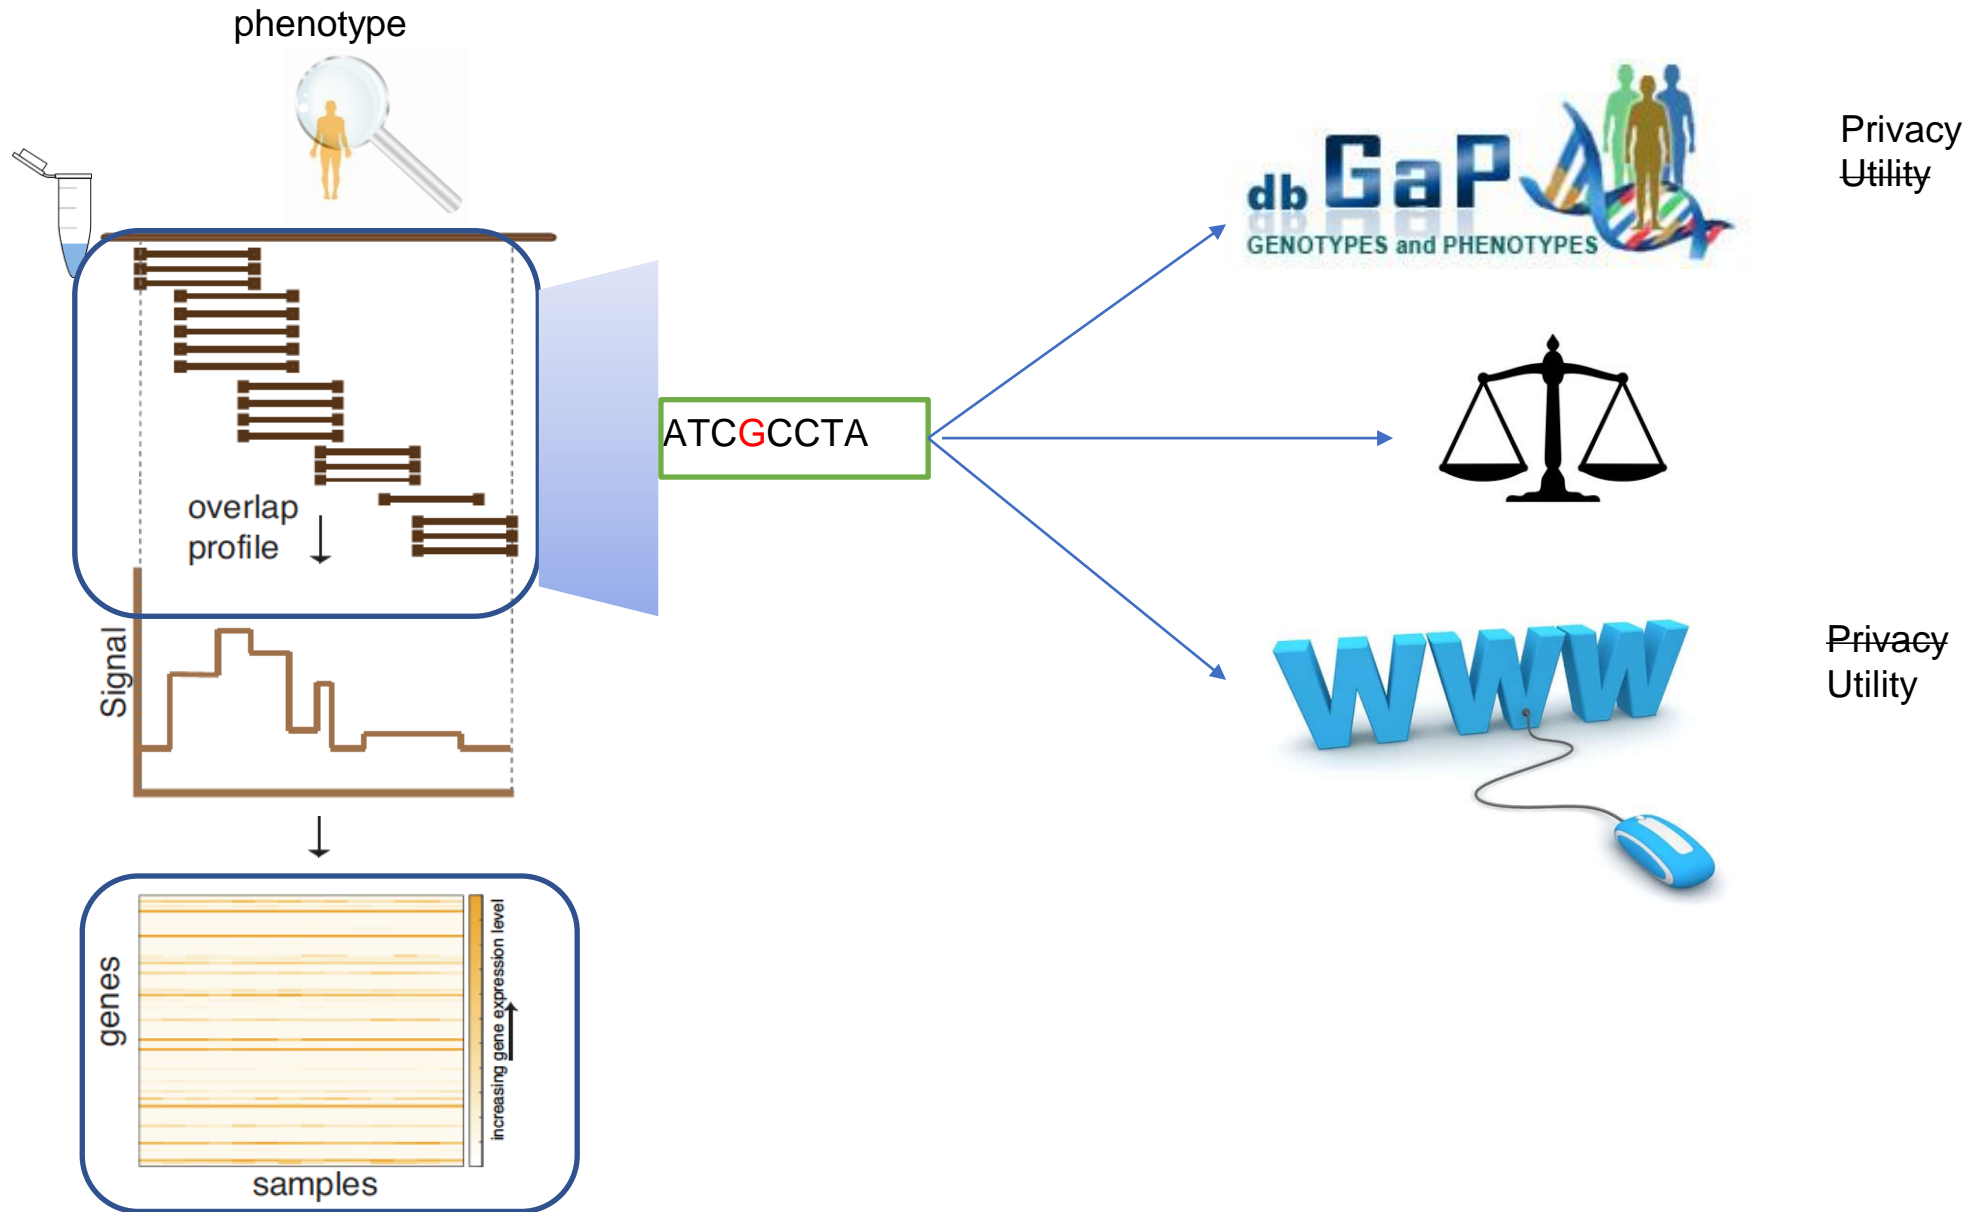 phenotype
overlap
profile
Signal
genes
samples
increasing gene expression level
ATCGCCTA
db GaP
GENOTYPES and PHENOTYPES
Privacy
Utility
WWW
Privacy
Utility